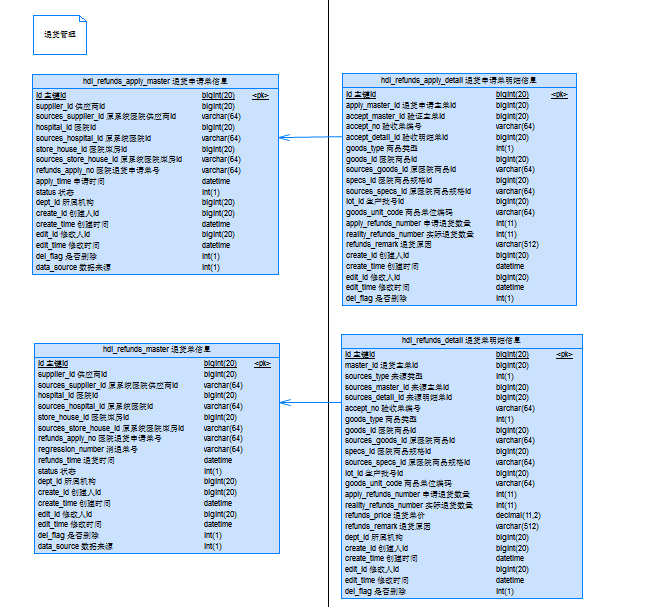 退货管理
hdi_refunds_apply_master 退货申请单信息
id 主键id bigint(20) <pk>
supplier_id 供应商id bigint(20)
sources_supplier_id 原系统医院供应商id varchar(64)
hospital_id 医院id bigint(20)
sources_hospital_id 原系统医院id varchar(64)
store_house_id 医院库房id bigint(20)
sources_store_house_id 原系统医院库房id varchar(64)
refunds_apply_no 医院退货申请单号 varchar(64)
apply_time 申请时间 datetime
status 状态 int(1)
dept_id 所属机构 bigint(20)
create_id 创建人id bigint(20)
create_time 创建时间 datetime
edit_id 修改人id bigint(20)
edit_time 修改时间 datetime
del_flag 是否删除 int(1)
data_source 数据来源 int(1)
hdi_refunds_apply_detail 退货申请单明细信息
id 主键id bigint(20) <pk>
apply_master_id 退货申请主单id bigint(20)
accept_master_id 验证主单id bigint(20)
accept_no 验收单编号 varchar(64)
accept_detail_id 验收明细单id bigint(20)
goods_type 商品类型 int(1)
goods_id 医院商品id bigint(20)
sources_goods_id 原医院商品id varchar(64)
specs_id 医院商品规格id bigint(20)
sources_specs_id 原医院商品规格id varchar(64)
lot_id 生产批号id bigint(20)
goods_unit_code 商品单位编码 varchar(64)
apply_refunds_number 申请退货数量 int(11)
reality_refunds_number 实际退货数量 int(11)
refunds_remark 退货原因 varchar(512)
create_id 创建人id bigint(20)
create_time 创建时间 datetime
edit_id 修改人id bigint(20)
edit_time 修改时间 datetime
del_flag 是否删除 int(1)
hdi_refunds_master 退货单信息
id 主键id bigint(20) <pk>
supplier_id 供应商id bigint(20)
sources_supplier_id 原系统医院供应商id varchar(64)
hospital_id 医院id bigint(20)
sources_hospital_id 原系统医院id varchar(64)
store_house_id 医院库房id bigint(20)
sources_store_house_id 原系统医院库房id varchar(64)
refunds_apply_no 医院退货申请单号 varchar(64)
regression_number 消退单号 varchar(64)
refunds_time 退货时间 datetime
status 状态 int(1)
dept_id 所属机构 bigint(20)
create_id 创建人id bigint(20)
create_time 创建时间 datetime
edit_id 修改人id bigint(20)
edit_time 修改时间 datetime
del_flag 是否删除 int(1)
data_source 数据来源 int(1)
hdi_refunds_detail 退货单明细信息
id 主键id bigint(20) <pk>
master_id 退货主单id bigint(20)
sources_type 来源类型 int(1)
sources_master_id 来源主单id bigint(20)
sources_detail_id 来源明细单id bigint(20)
accept_no 验收单编号 varchar(64)
goods_type 商品类型 int(1)
goods_id 医院商品id bigint(20)
sources_goods_id 原医院商品id varchar(64)
specs_id 医院商品规格id bigint(20)
sources_specs_id 原医院商品规格id varchar(64)
lot_id 生产批号id bigint(20)
goods_unit_code 商品单位编码 varchar(64)
apply_refunds_number 申请退货数量 int(11)
reality_refunds_number 实际退货数量 int(11)
refunds_price 退货单价 decimal(11,2)
refunds_remark 退货原因 varchar(512)
dept_id 所属机构 bigint(20)
create_id 创建人id bigint(20)
create_time 创建时间 datetime
edit_id 修改人id bigint(20)
edit_time 修改时间 datetime
del_flag 是否删除 int(1)